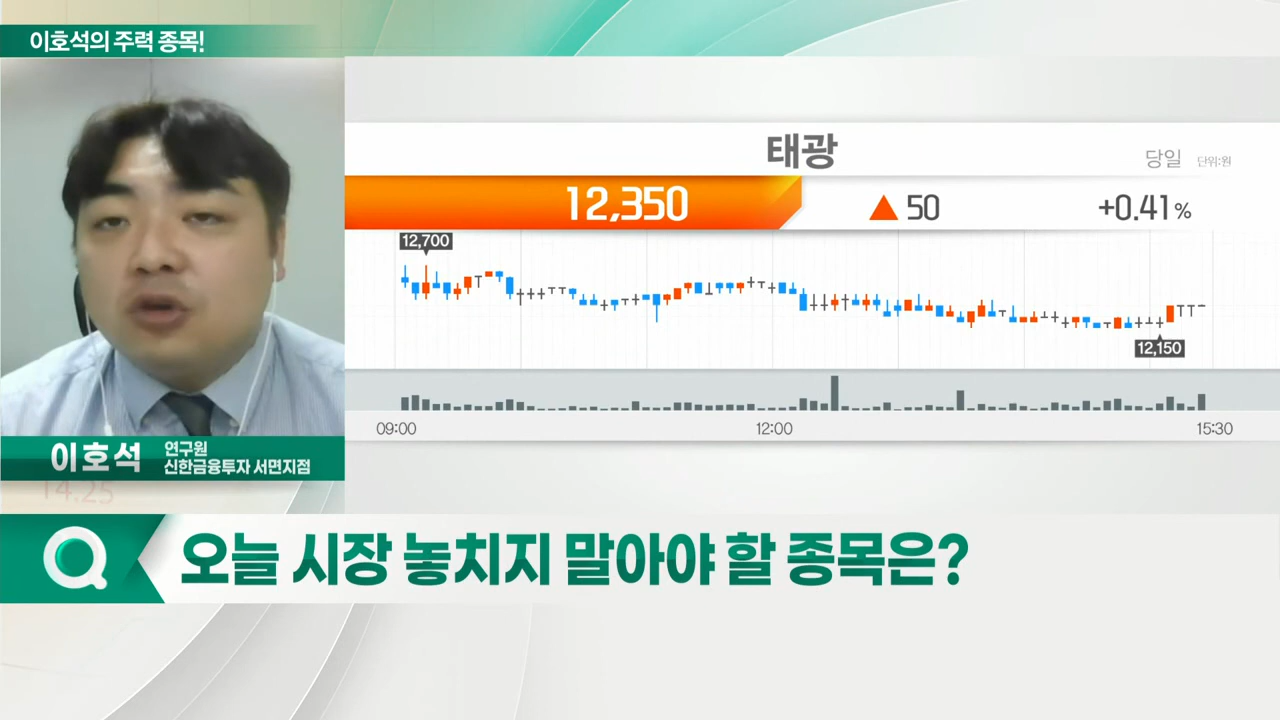 이호석의 주력 종목!
태광
당일 단위:원
12,350 ▲ 50 +0.41%
12,700
12,150
09:00 12:00 15:30
이호석 연구원
신한금융투자 서면지점
14.25
Q 오늘 시장 놓치지 말아야 할 종목은?